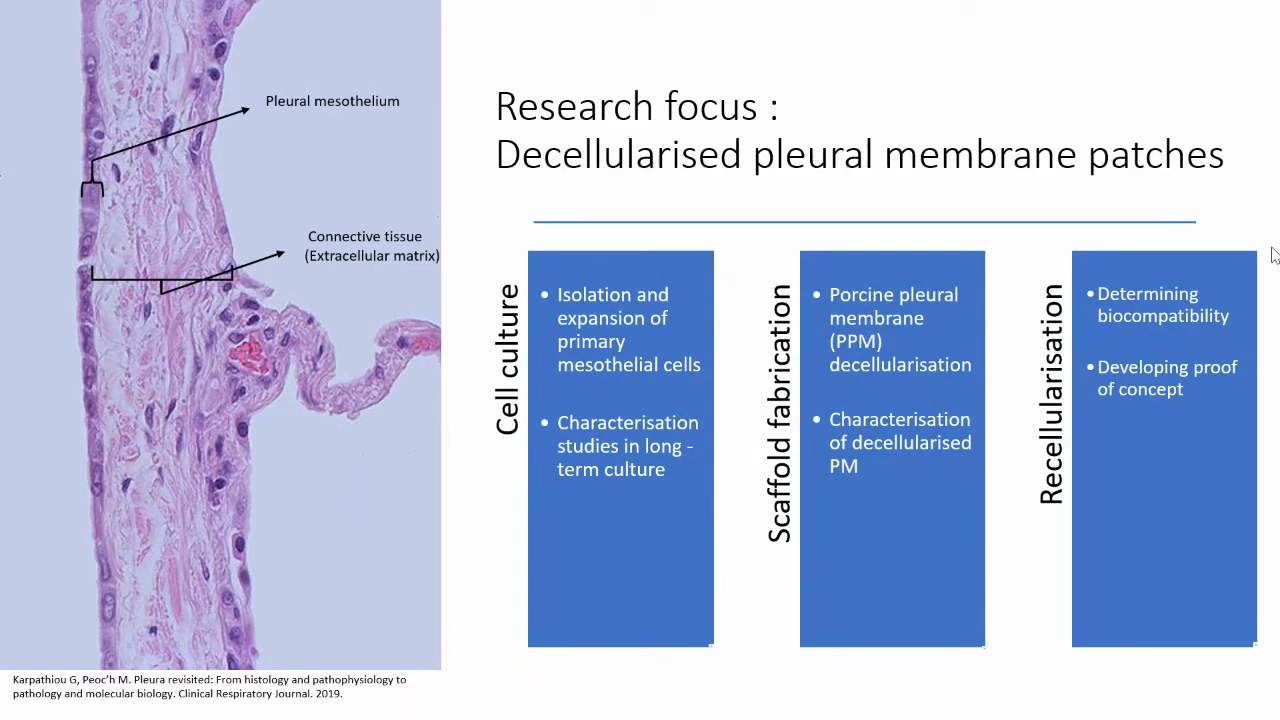 Pleural mesothelium
Connective tissue
(Extracellular matrix)
Karpathiou G, Peoc'h M. Pleura revisited: From histology and pathophysiology to
pathology and molecular biology. Clinical Respiratory Journal. 2019.
Research focus :
Decellularised pleural membrane patches
Cell culture
• Isolation and
expansion of
primary
mesothelial cells
• Characterisation
studies in long -
term culture
Scaffold fabrication
• Porcine pleural
membrane
(PPM)
decellularisation
• Characterisation
of decellularised
PM
Recellularisation
• Determining
biocompatibility
• Developing proof
of concept